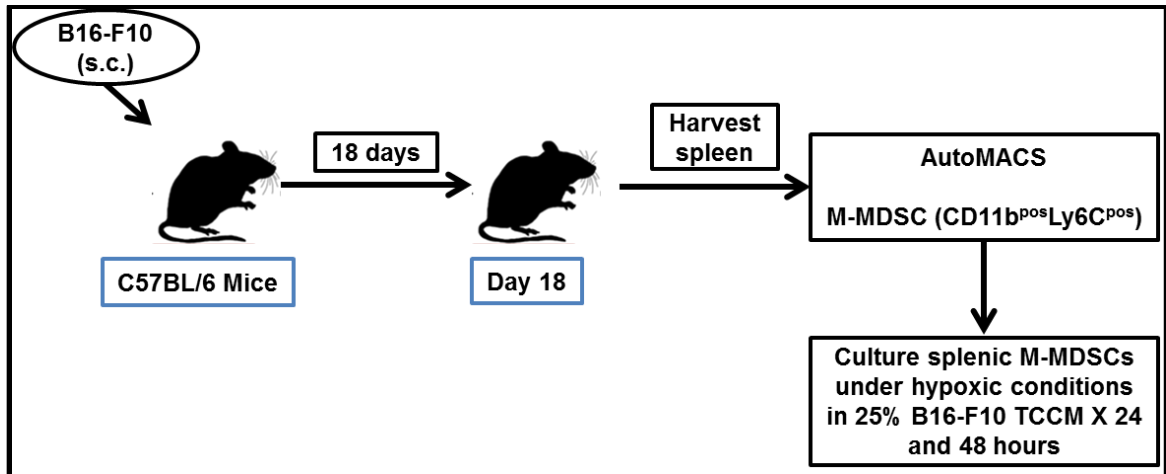 B16-F10
(s.c.)
18 days
Harvest
spleen
AutoMACS
M-MDSC (CD11bᵖᵒˢLy6Cᵖᵒˢ)
C57BL/6 Mice
Day 18
Culture splenic M-MDSCs
under hypoxic conditions
in 25% B16-F10 TCCM X 24
and 48 hours